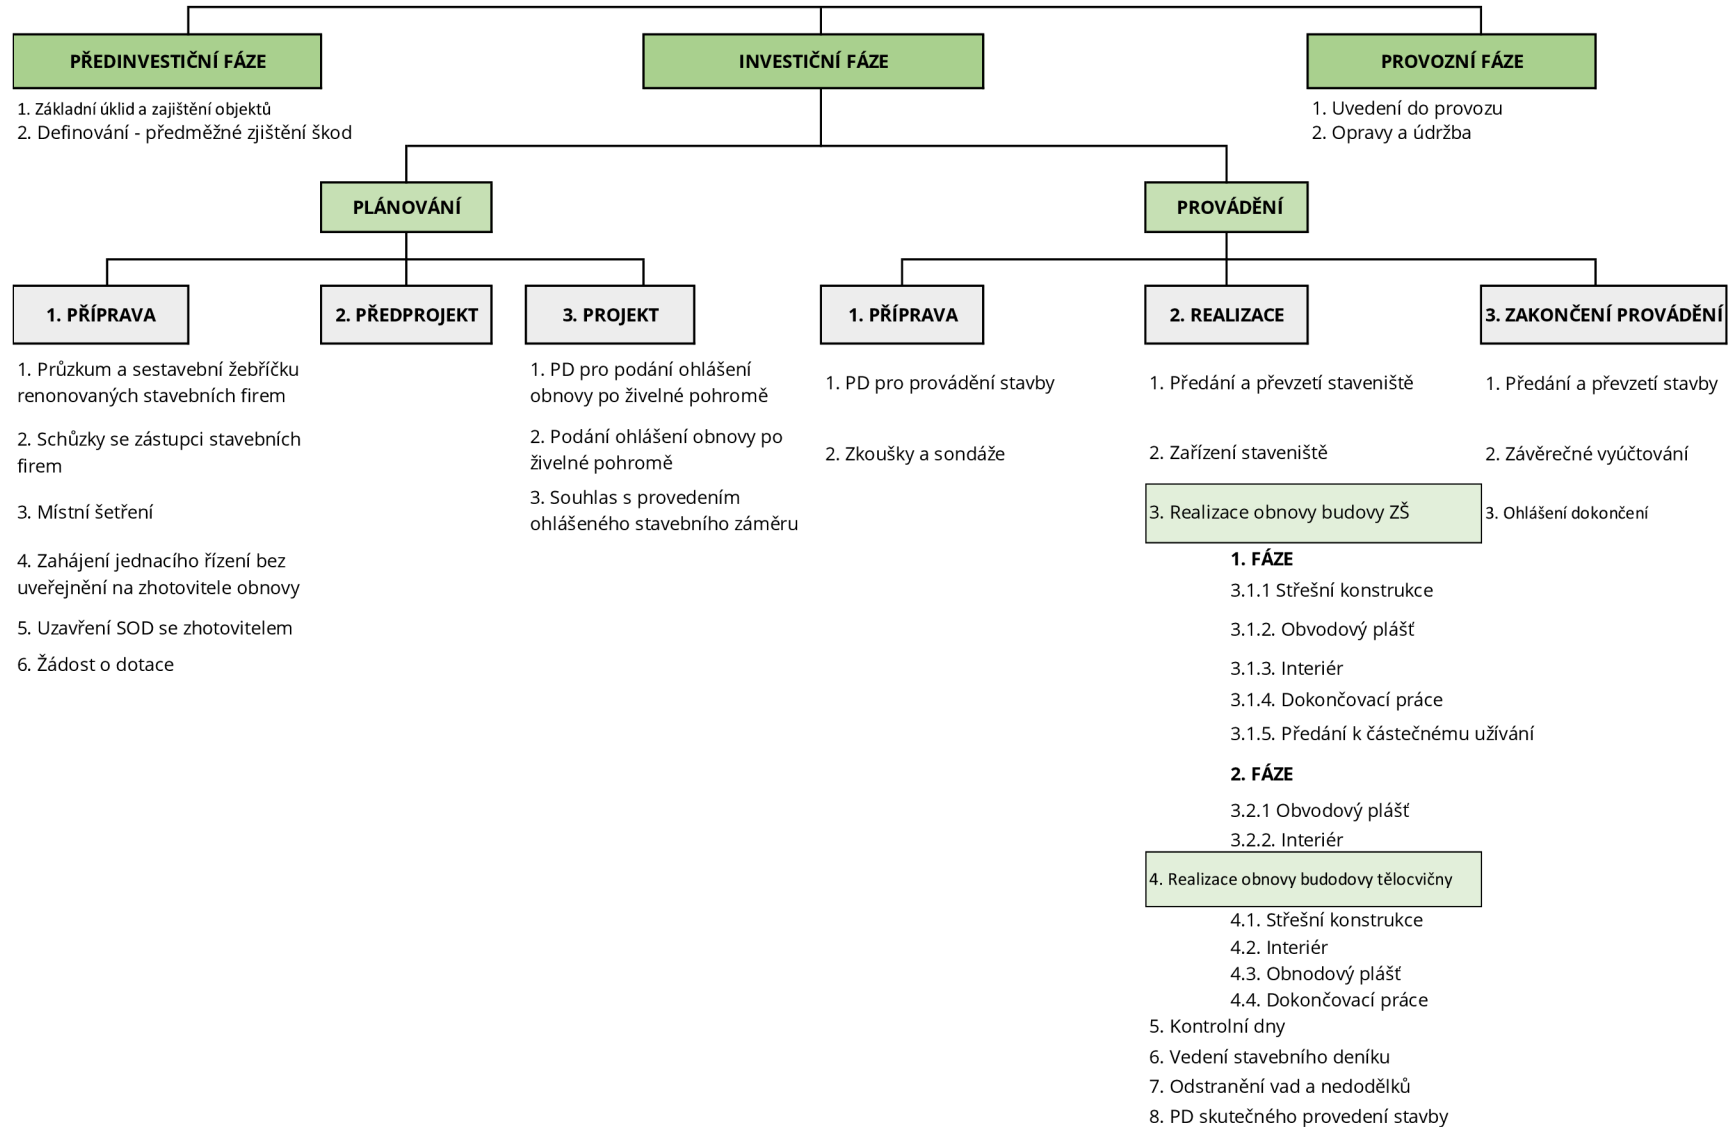 PŘEDINVESTIČNÍ FÁZE
1. Základní úklid a zajištění objektů
2. Definování - předměžné zjištění škod
INVESTIČNÍ FÁZE
PROVOZNÍ FÁZE
1. Uvedení do provozu
2. Opravy a údržba
PLÁNOVÁNÍ
1. PŘÍPRAVA
1. Průzkum a sestavební žebříčku
renonovaných stavebních firem
2. Schůzky se zástupci stavebních
firem
3. Místní šetření
4. Zahájení jednacího řízení bez
uveřejnění na zhotovitele obnovy
5. Uzavření SOD se zhotovitelem
6. Žádost o dotace
2. PŘEDPROJEKT
3. PROJEKT
1. PD pro podání ohlášení
obnovy po živelné pohromě
2. Podání ohlášení obnovy po
živelné pohromě
3. Souhlas s provedením
ohlášeného stavebního záměru
PROVÁDĚNÍ
1. PŘÍPRAVA
1. PD pro provádění stavby
2. Zkoušky a sondáže
2. REALIZACE
1. Předání a převzetí staveniště
2. Zařízení staveniště
3. Realizace obnovy budovy ZŠ
1. FÁZE
3.1.1 Střešní konstrukce
3.1.2. Obvodový plášť
3.1.3. Interiér
3.1.4. Dokončovací práce
3.1.5. Předání k částečnému užívání
2. FÁZE
3.2.1 Obvodový plášť
3.2.2. Interiér
4. Realizace obnovy budodovy tělocvičny
4.1. Střešní konstrukce
4.2. Interiér
4.3. Obnodový plášť
4.4. Dokončovací práce
5. Kontrolní dny
6. Vedení stavebního deníku
7. Odstranění vad a nedodělků
8. PD skutečného provedení stavby
3. ZAKONČENÍ PROVÁDĚNÍ
1. Předání a převzetí stavby
2. Závěrečné vyúčtování
3. Ohlášení dokončení